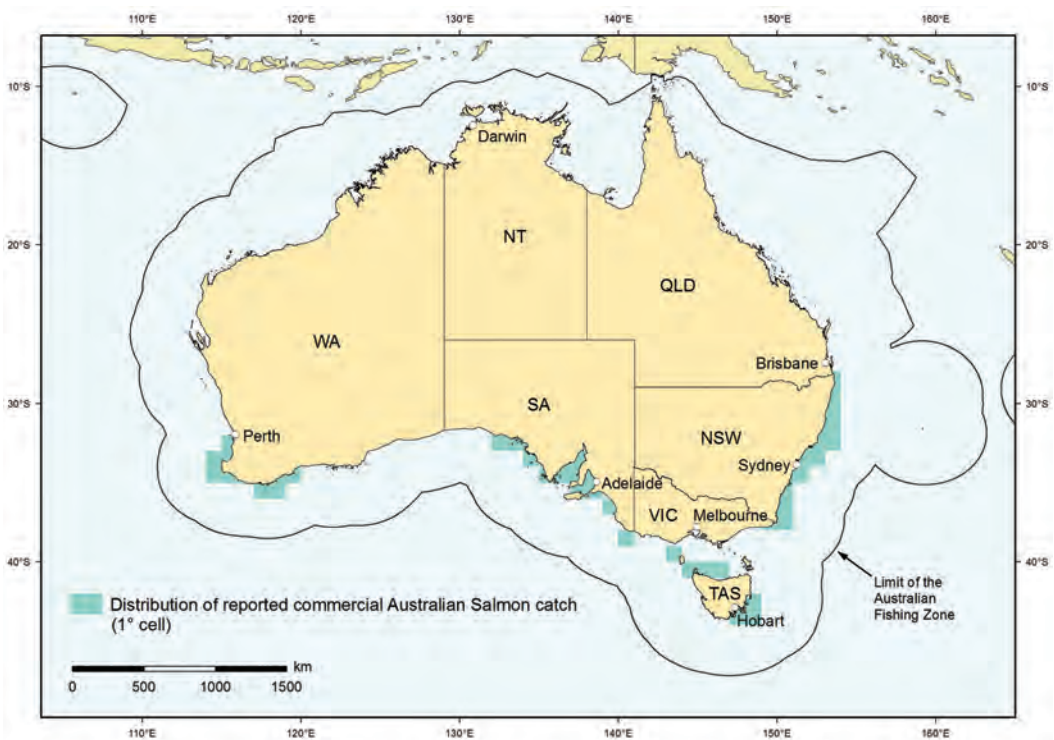 110°E 120°E 130°E 140°E 150°E 160°E
10°S 10°S
Darwin
20°S NT 20°S
QLD
WA
Brisbane
30°S SA 30°S
Perth NSW
Sydney
Adelaide
VIC Melbourne
40°S 40°S
TAS
Hobart
Limit of the
Australian
Fishing Zone
Distribution of reported commercial Australian Salmon catch
(1° cell)
km
0 500 1000 1500
110°E 120°E 130°E 140°E 150°E 160°E